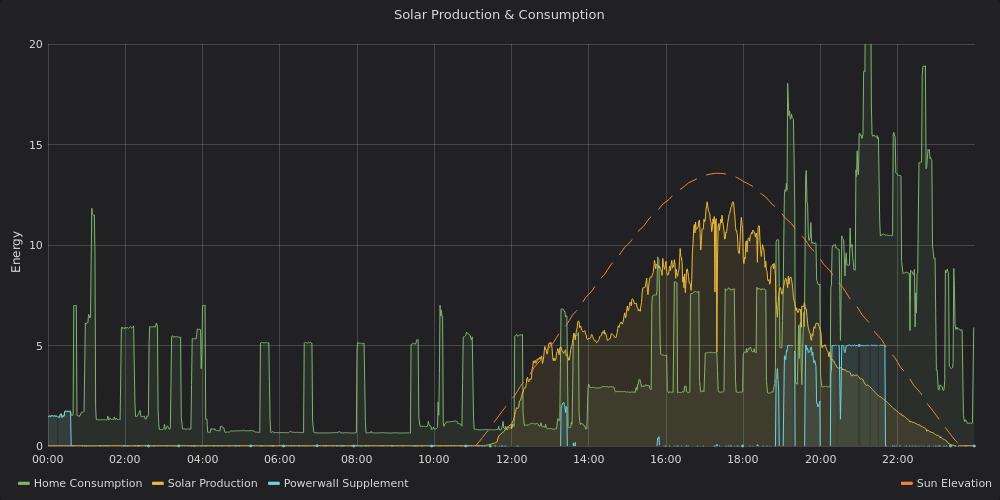 Solar Production & Consumption
20
15
10
5
0
Energy
00:00 02:00 04:00 06:00 08:00 10:00 12:00 14:00 16:00 18:00 20:00 22:00
Home Consumption Solar Production Powerwall Supplement Sun Elevation